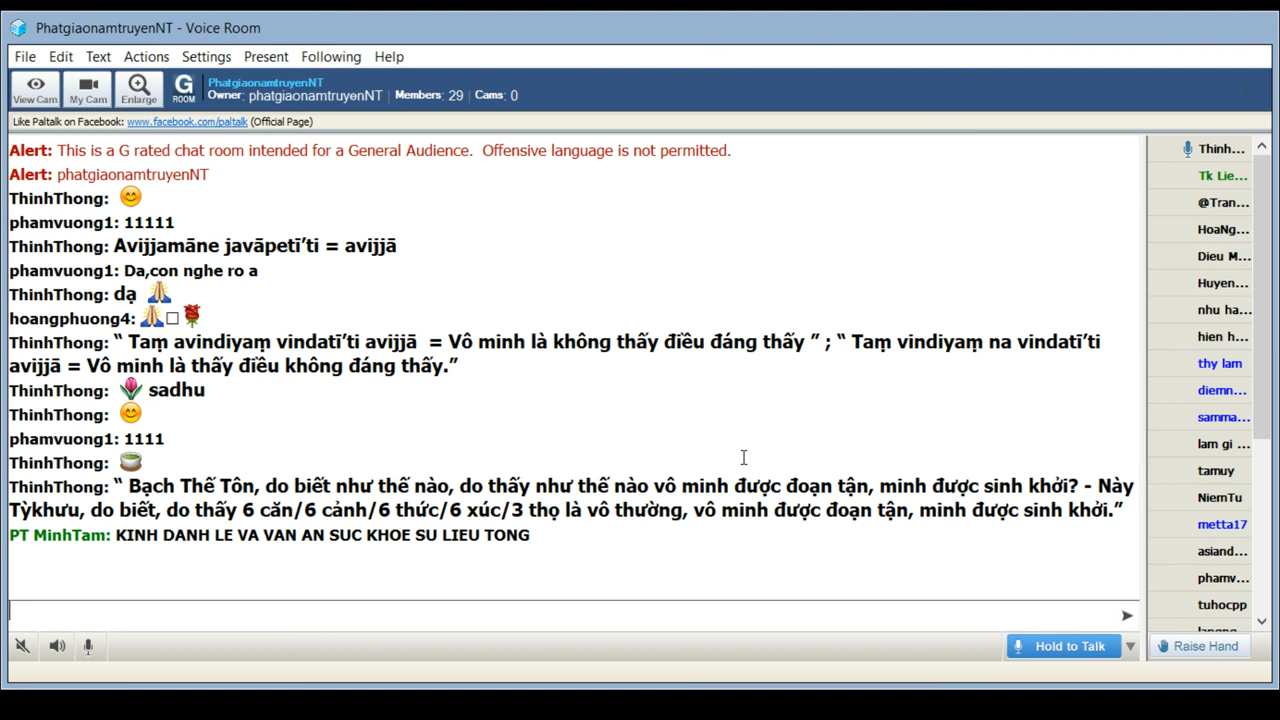 PhatgiaonamtruyenNT - Voice Room
File Edit Text Actions Settings Present Following Help
View Cam My Cam Enlarge G ROOM PhatgiaonamtruyenNT
Owner: phatgiaonamtruyenNT | Members: 29 | Cams: 0
Like Paltalk on Facebook: www.facebook.com/paltalk (Official Page)
Alert: This is a G rated chat room intended for a General Audience. Offensive language is not permitted.
Alert: phatgiaonamtruyenNT
ThinhThong: 😊
phamvuong1: 11111
ThinhThong: Avijjamāne javāpetī’ti = avijjā
phamvuong1: Da,con nghe ro a
ThinhThong: dạ 🙏
hoangphuong4: 🙏□🌹
ThinhThong: “ Taṃ avindiyaṃ vindatī’ti avijjā = Vô minh là không thấy điều đáng thấy ” ; “ Taṃ vindiyaṃ na vindatī’ti
avijjā = Vô minh là thấy điều không đáng thấy.”
ThinhThong: 🌷 sadhu
ThinhThong: 😊
phamvuong1: 1111
ThinhThong: 🍵
ThinhThong: “ Bạch Thế Tôn, do biết như thế nào, do thấy như thế nào vô minh được đoạn tận, minh được sinh khởi? - Này
Tỳkhưu, do biết, do thấy 6 căn/6 cảnh/6 thức/6 xúc/3 thọ là vô thường, vô minh được đoạn tận, minh được sinh khởi.”
PT MinhTam: KINH DANH LE VA VAN AN SUC KHOE SU LIEU TONG
Thinh...
Tk Lie...
@Tran...
HoaNg...
Dieu M...
Huyen...
nhu ha...
hien h...
thy lam
diemn...
samma...
lam gi ...
tamuy
NiemTu
metta17
asiand...
phamv...
tuhocpp
Hold to Talk
Raise Hand